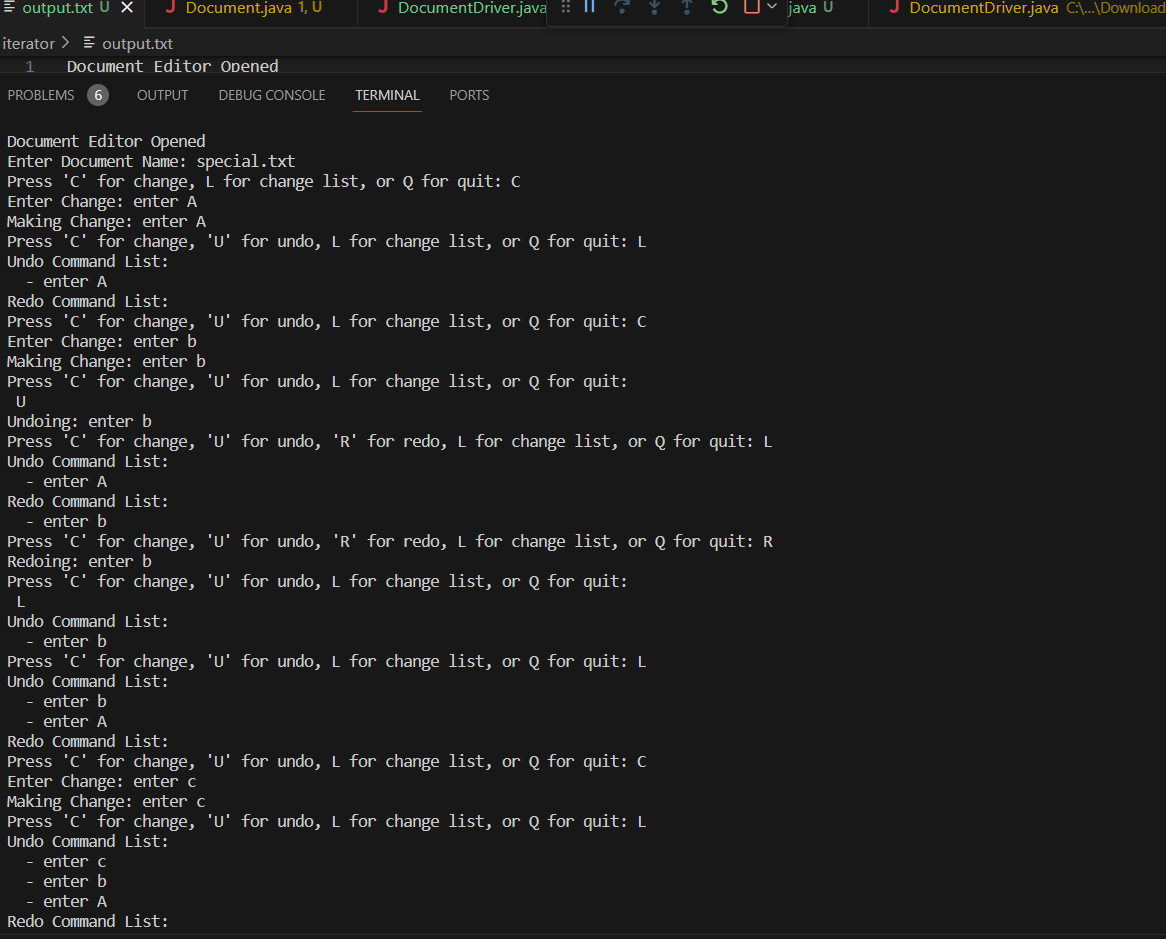 output.txt U Document.java 1, U DocumentDriver.java java U DocumentDriver.java C:\...\Download
iterator > output.txt
1 Document Editor Opened
PROBLEMS 6 OUTPUT DEBUG CONSOLE TERMINAL PORTS
Document Editor Opened
Enter Document Name: special.txt
Press 'C' for change, L for change list, or Q for quit: C
Enter Change: enter A
Making Change: enter A
Press 'C' for change, 'U' for undo, L for change list, or Q for quit: L
Undo Command List:
  - enter A
Redo Command List:
Press 'C' for change, 'U' for undo, L for change list, or Q for quit: C
Enter Change: enter b
Making Change: enter b
Press 'C' for change, 'U' for undo, L for change list, or Q for quit:
 U
Undoing: enter b
Press 'C' for change, 'U' for undo, 'R' for redo, L for change list, or Q for quit: L
Undo Command List:
  - enter A
Redo Command List:
  - enter b
Press 'C' for change, 'U' for undo, 'R' for redo, L for change list, or Q for quit: R
Redoing: enter b
Press 'C' for change, 'U' for undo, L for change list, or Q for quit:
 L
Undo Command List:
  - enter b
Press 'C' for change, 'U' for undo, L for change list, or Q for quit: L
Undo Command List:
  - enter b
  - enter A
Redo Command List:
Press 'C' for change, 'U' for undo, L for change list, or Q for quit: C
Enter Change: enter c
Making Change: enter c
Press 'C' for change, 'U' for undo, L for change list, or Q for quit: L
Undo Command List:
  - enter c
  - enter b
  - enter A
Redo Command List: